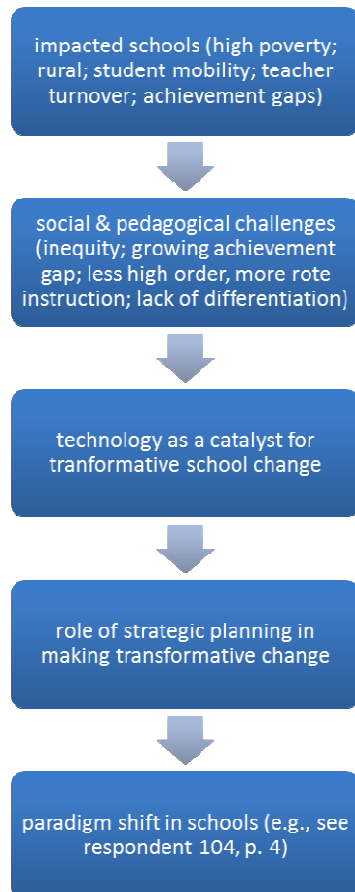 impacted schools (high poverty;
rural; student mobility; teacher
turnover; achievement gaps)
social & pedagogical challenges
(inequity; growing achievement
gap; less high order, more rote
instruction; lack of differentiation)
technology as a catalyst for
tranformative school change
role of strategic planning in
making transformative change
paradigm shift in schools (e.g., see
respondent 104, p. 4)